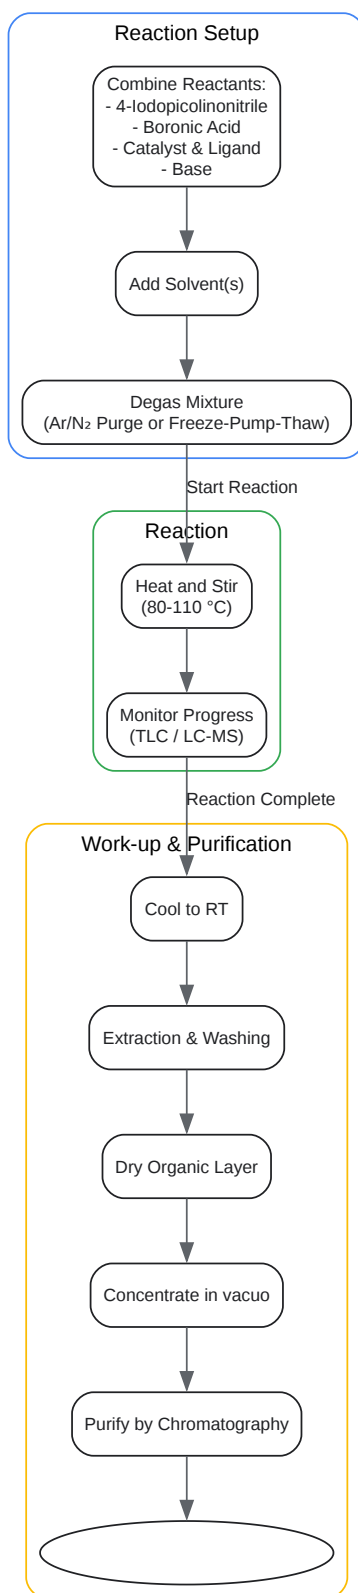 Reaction Setup
Combine Reactants:
- 4-Iodopicolinonitrile
- Boronic Acid
- Catalyst & Ligand
- Base
Add Solvent(s)
Degas Mixture
(Ar/N₂ Purge or Freeze-Pump-Thaw)
Start Reaction
Reaction
Heat and Stir
(80-110 °C)
Monitor Progress
(TLC / LC-MS)
Reaction Complete
Work-up & Purification
Cool to RT
Extraction & Washing
Dry Organic Layer
Concentrate in vacuo
Purify by Chromatography